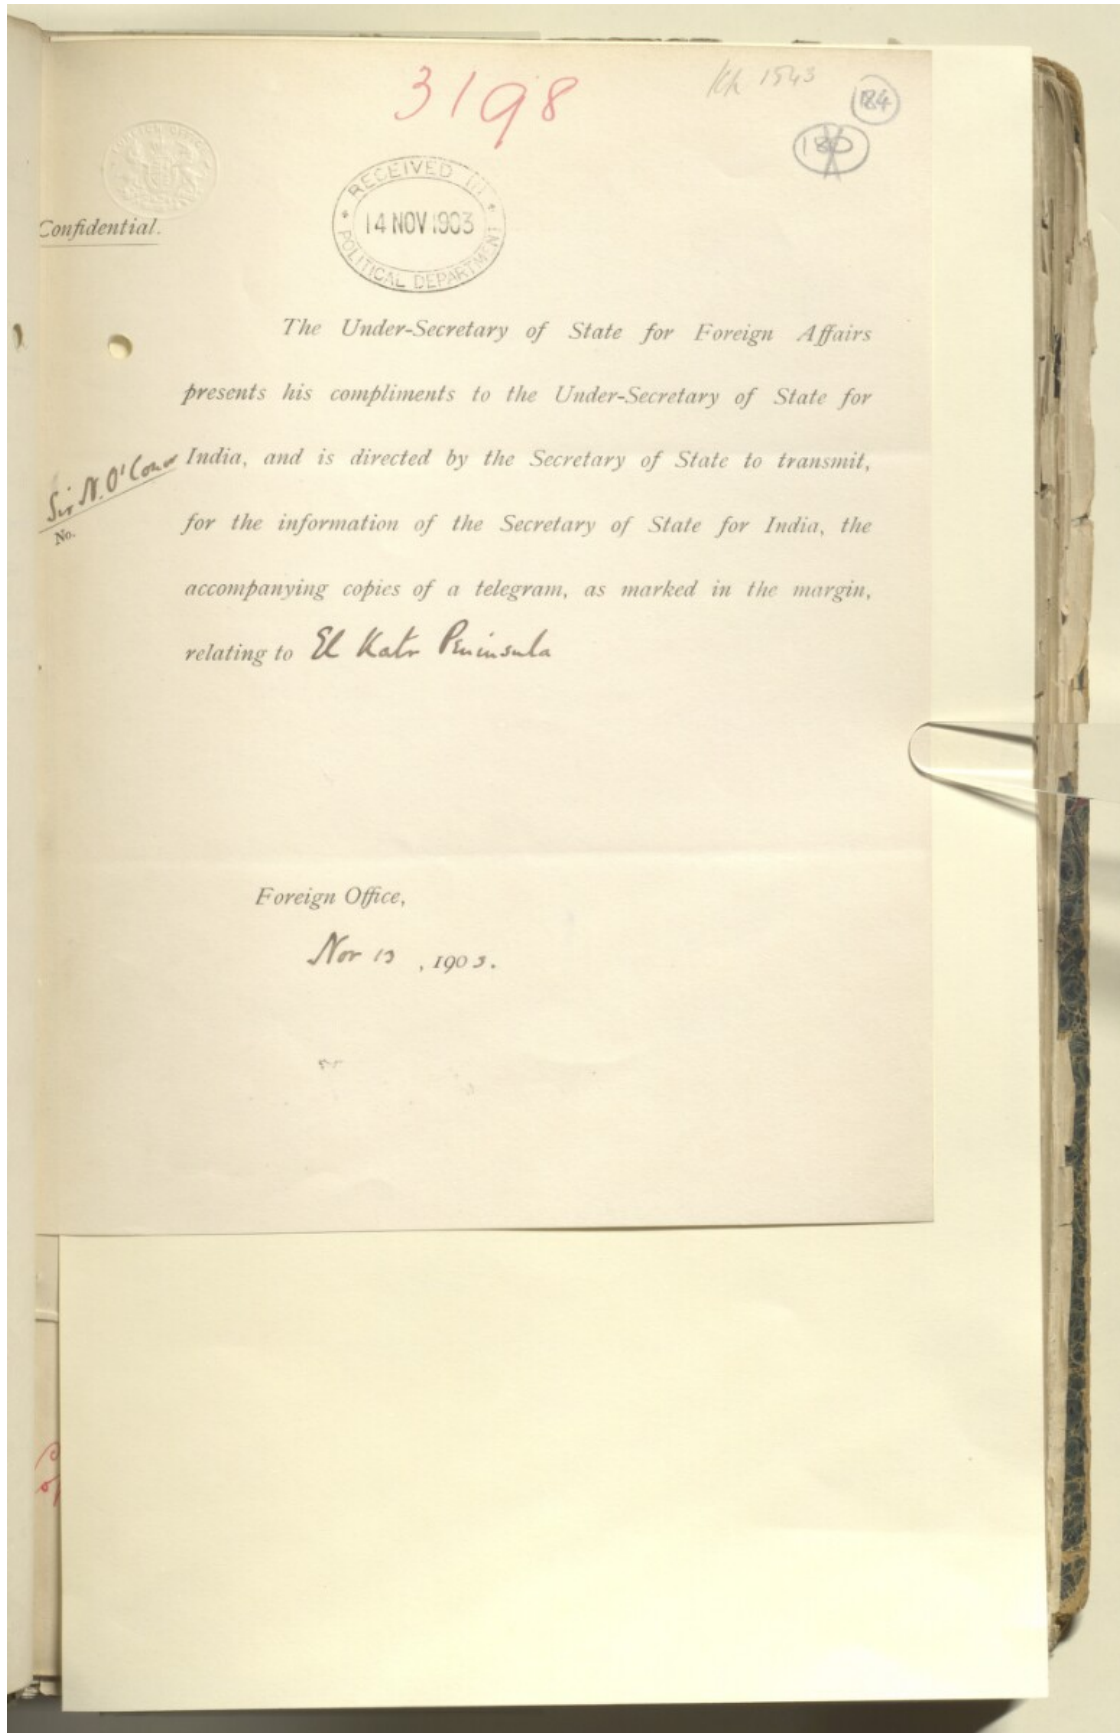 3198
184
Confidential.
RECEIVED IN
14 NOV 1903
POLITICAL DEPARTMENT
The Under-Secretary of State for Foreign Affairs
presents his compliments to the Under-Secretary of State for
India, and is directed by the Secretary of State to transmit,
for the information of the Secretary of State for India, the
accompanying copies of a telegram, as marked in the margin,
relating to El Katr Peninsula
Sir N. O'Conor
No.
Foreign Office,
Nov 13, 1903.